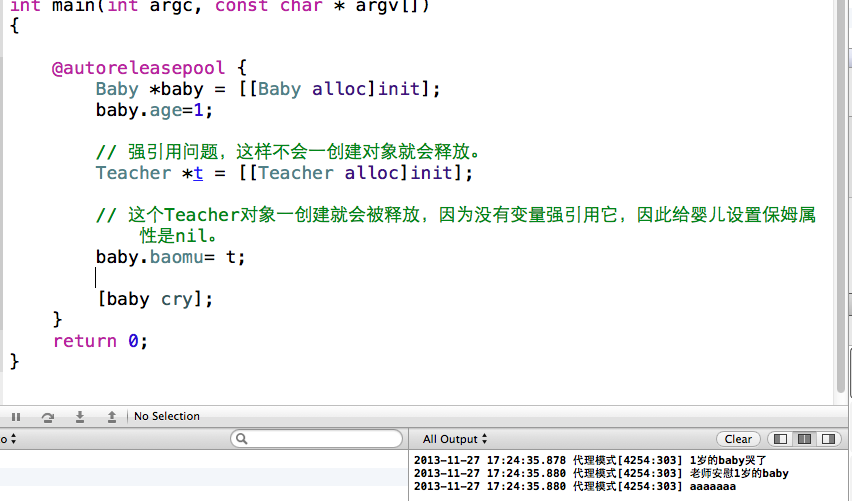 int main(int argc, const char * argv[])
{
@autoreleasepool {
Baby *baby = [[Baby alloc]init];
baby.age=1;
// 强引用问题，这样不会一创建对象就会释放。
Teacher *t = [[Teacher alloc]init];
// 这个Teacher对象一创建就会被释放，因为没有变量强引用它，因此给婴儿设置保姆属
性是nil。
baby.baomu= t;
[baby cry];
}
return 0;
}
No Selection
o
All Output
Clear
2013-11-27 17:24:35.878 代理模式[4254:303] 1岁的baby哭了
2013-11-27 17:24:35.880 代理模式[4254:303] 老师安慰1岁的baby
2013-11-27 17:24:35.880 代理模式[4254:303] aaaaaaa